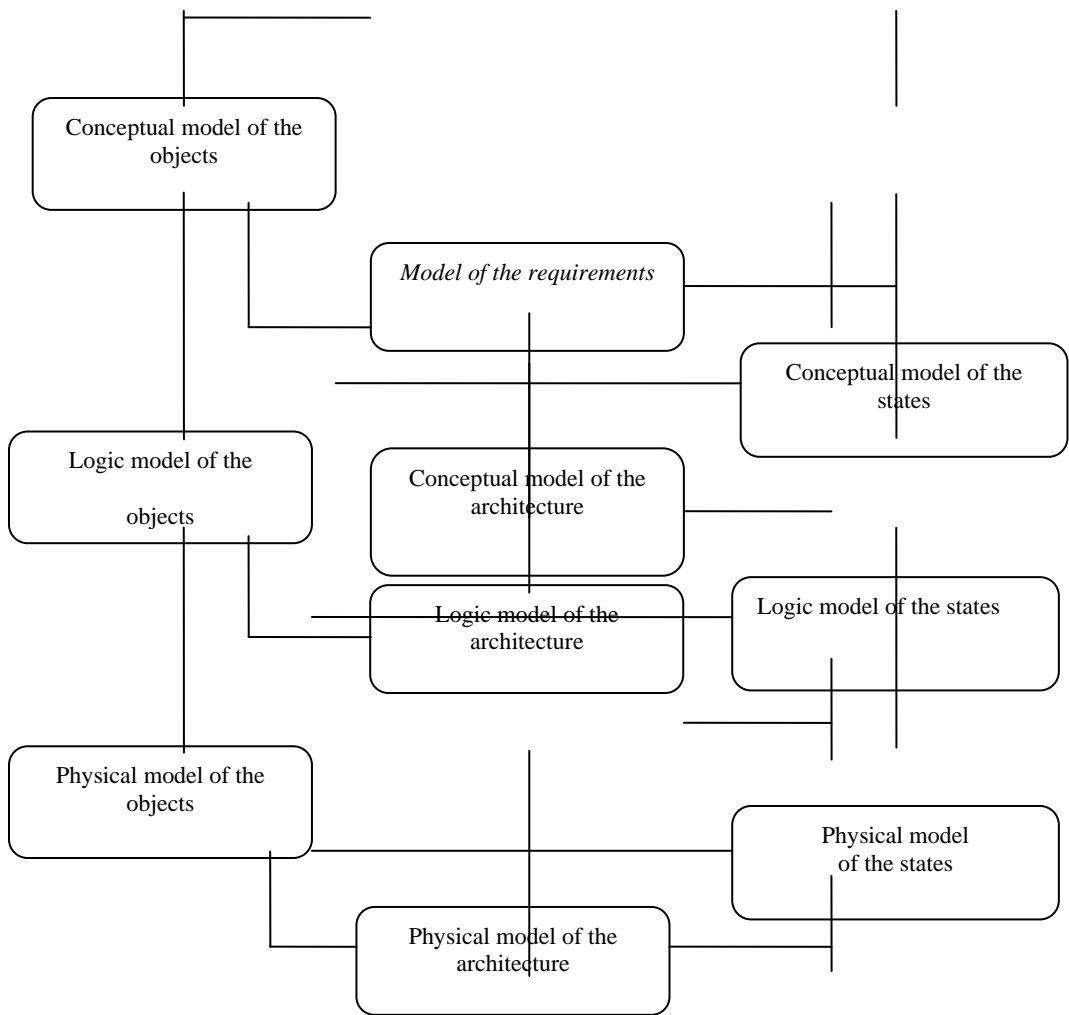 Conceptual model of the
objects
Model of the requirements
Conceptual model of the
states
Logic model of the
objects
Conceptual model of the
architecture
Logic model of the
architecture
Logic model of the states
Physical model of the
objects
Physical model
of the states
Physical model of the
architecture